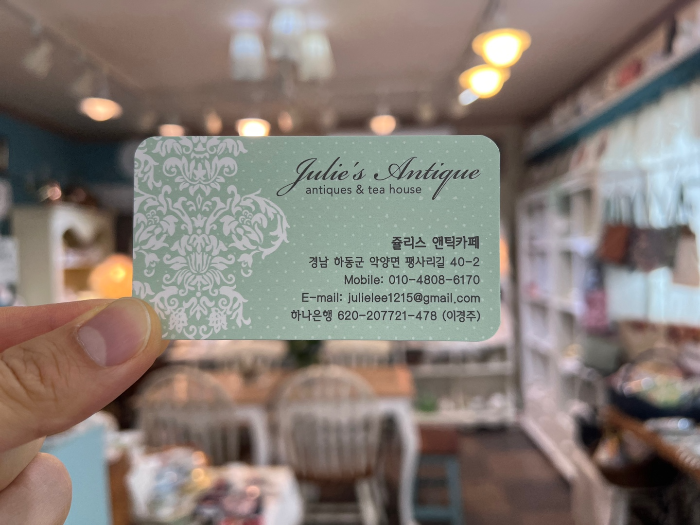 Julie's Antique
antiques & tea house
쥴리스 앤틱카페
경남 하동군 악양면 평사리길 40-2
Mobile: 010-4808-6170
E-mail: jullelee1215@gmail.com
하나은행 620-207721-478 (이경주)